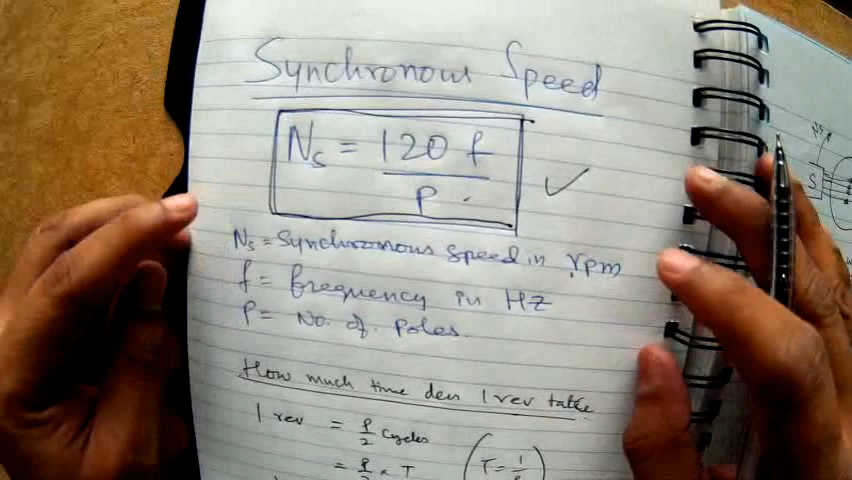 Synchronous Speed
Ns = 120 f / P
Ns = Synchronous Speed in rpm
f = frequency in HZ
P = No. of. Poles.
How much time does 1 rev take
1 rev = P/2 Cycles
= P/2 x T (T = 1/f)
Ns
S